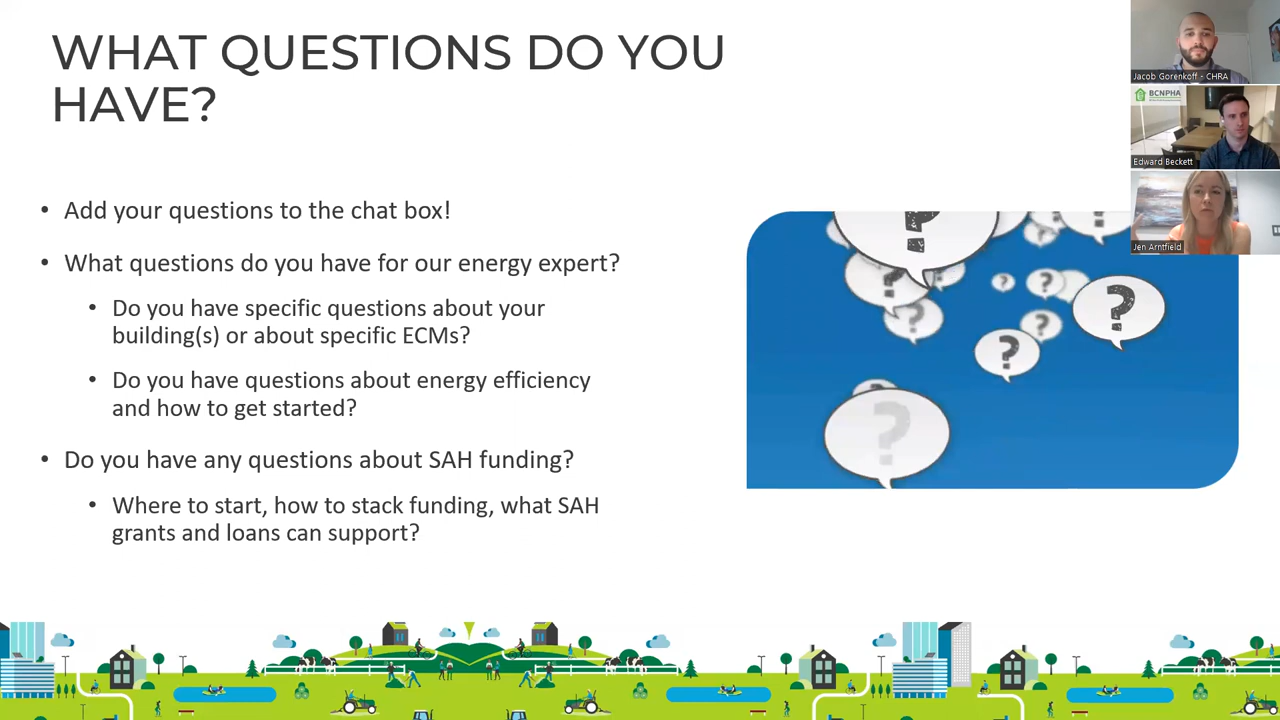 WHAT QUESTIONS DO YOU
HAVE?
• Add your questions to the chat box!
• What questions do you have for our energy expert?
• Do you have specific questions about your
building(s) or about specific ECMs?
• Do you have questions about energy efficiency
and how to get started?
• Do you have any questions about SAH funding?
• Where to start, how to stack funding, what SAH
grants and loans can support?
?
?
?
?
?
?
?
?
?
Jacob Gorenkoff - CHRA
BCNPHA
Edward Beckett
Jen Arntfield